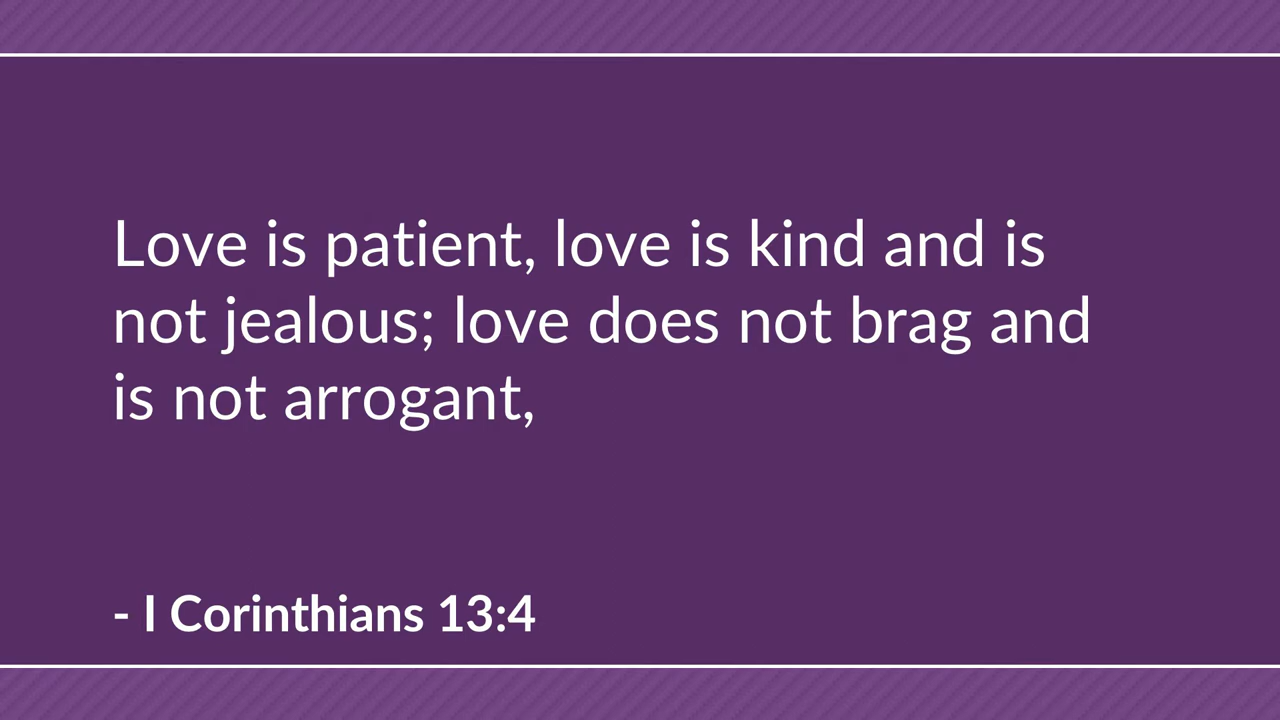 Love is patient, love is kind and is
not jealous; love does not brag and
is not arrogant,
- I Corinthians 13:4